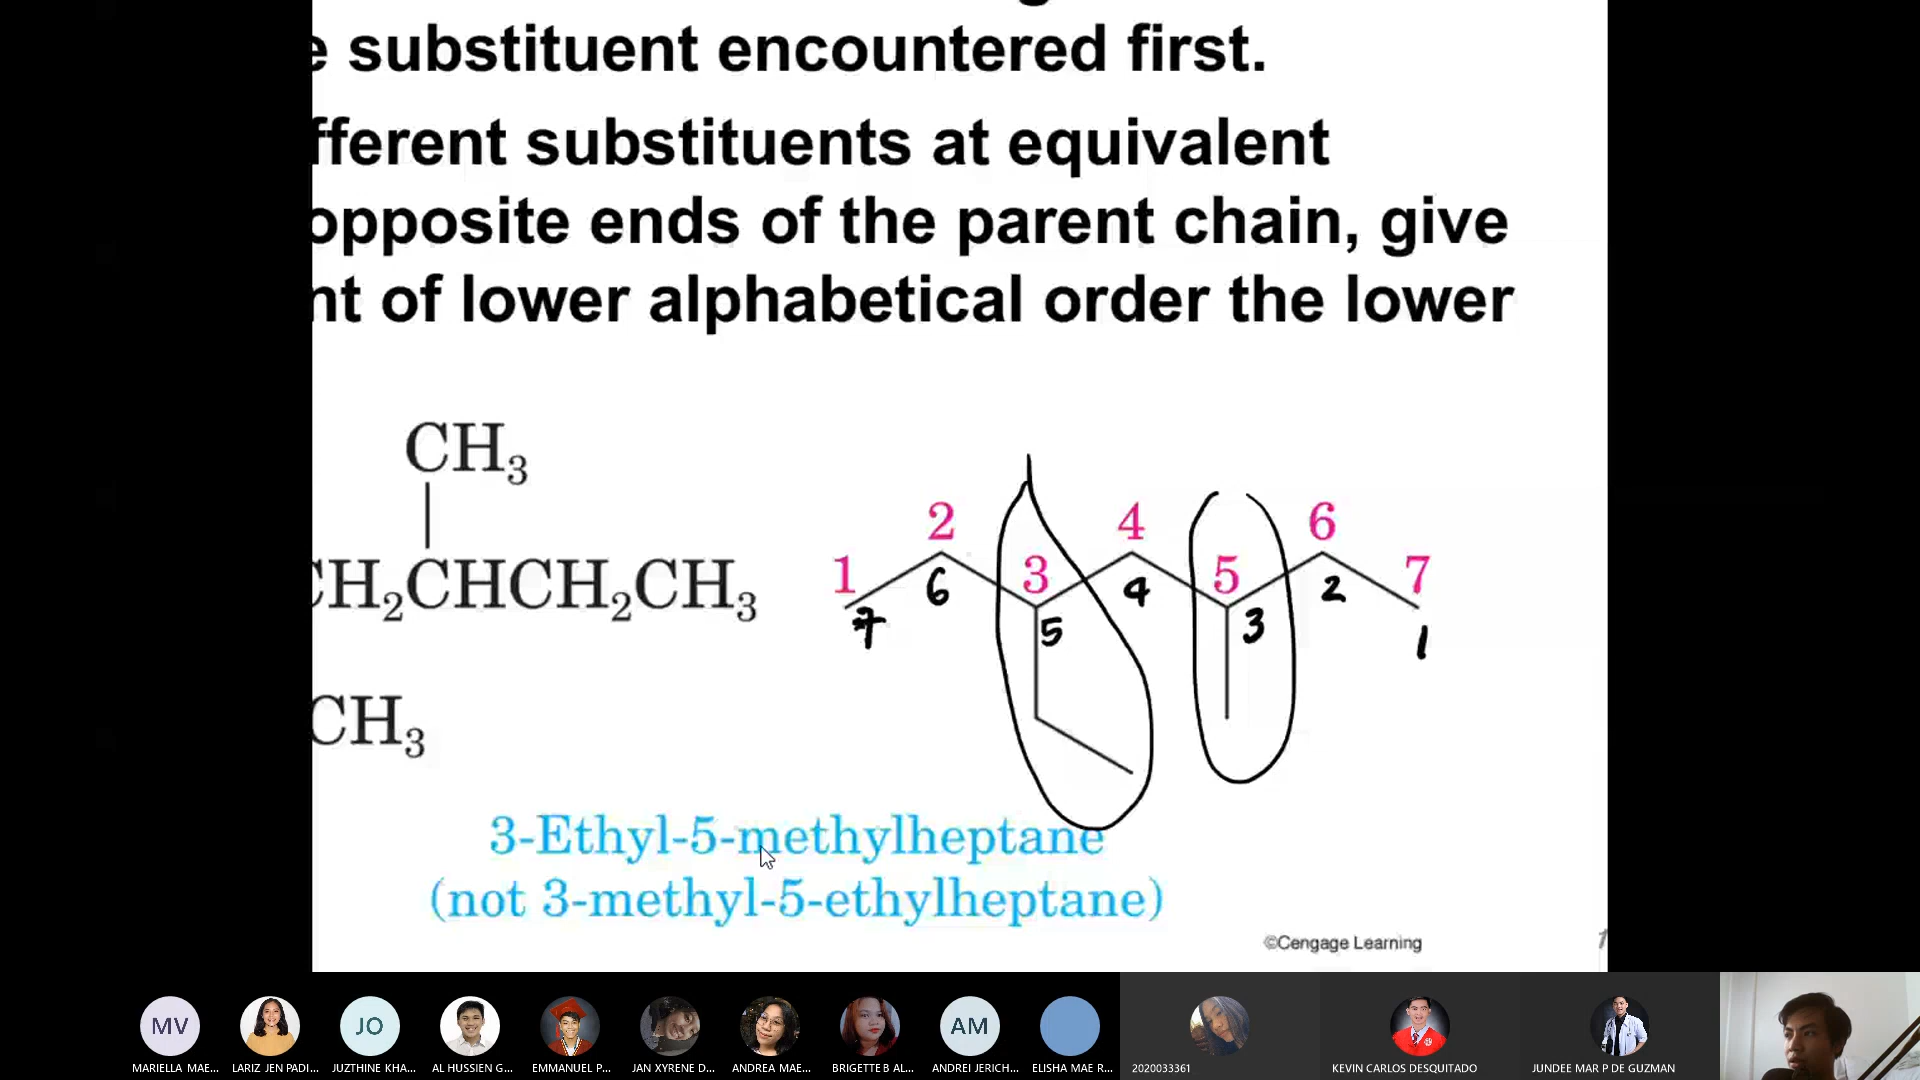 e substituent encountered first.
fferent substituents at equivalent
opposite ends of the parent chain, give
nt of lower alphabetical order the lower
CH3
CH2CHCH2CH3
CH3
1 2 3 4 5 6 7
7 6 5 4 3 2 1
3-Ethyl-5-methylheptane
(not 3-methyl-5-ethylheptane)
©Cengage Learning
MV
JO
AM
MARIELLA MAE...
LARIZ JEN PADI...
JUZTHINE KHA...
AL HUSSIEN G...
EMMANUEL P...
JAN XYRENE D...
ANDREA MAE...
BRIGETTE B AL...
ANDREI JERICH...
ELISHA MAE R...
2020033361
KEVIN CARLOS DESQUITADO
JUNDEE MAR P DE GUZMAN